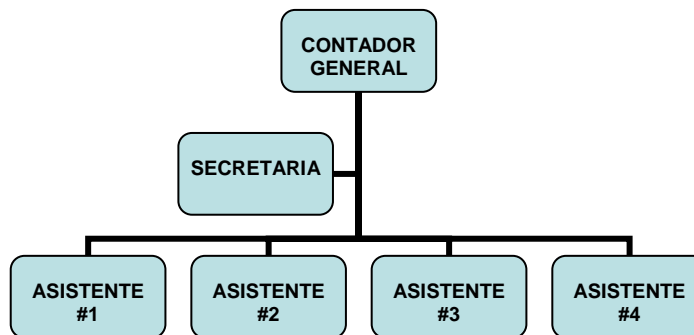 CONTADOR
GENERAL
SECRETARIA
ASISTENTE
#1
ASISTENTE
#2
ASISTENTE
#3
ASISTENTE
#4